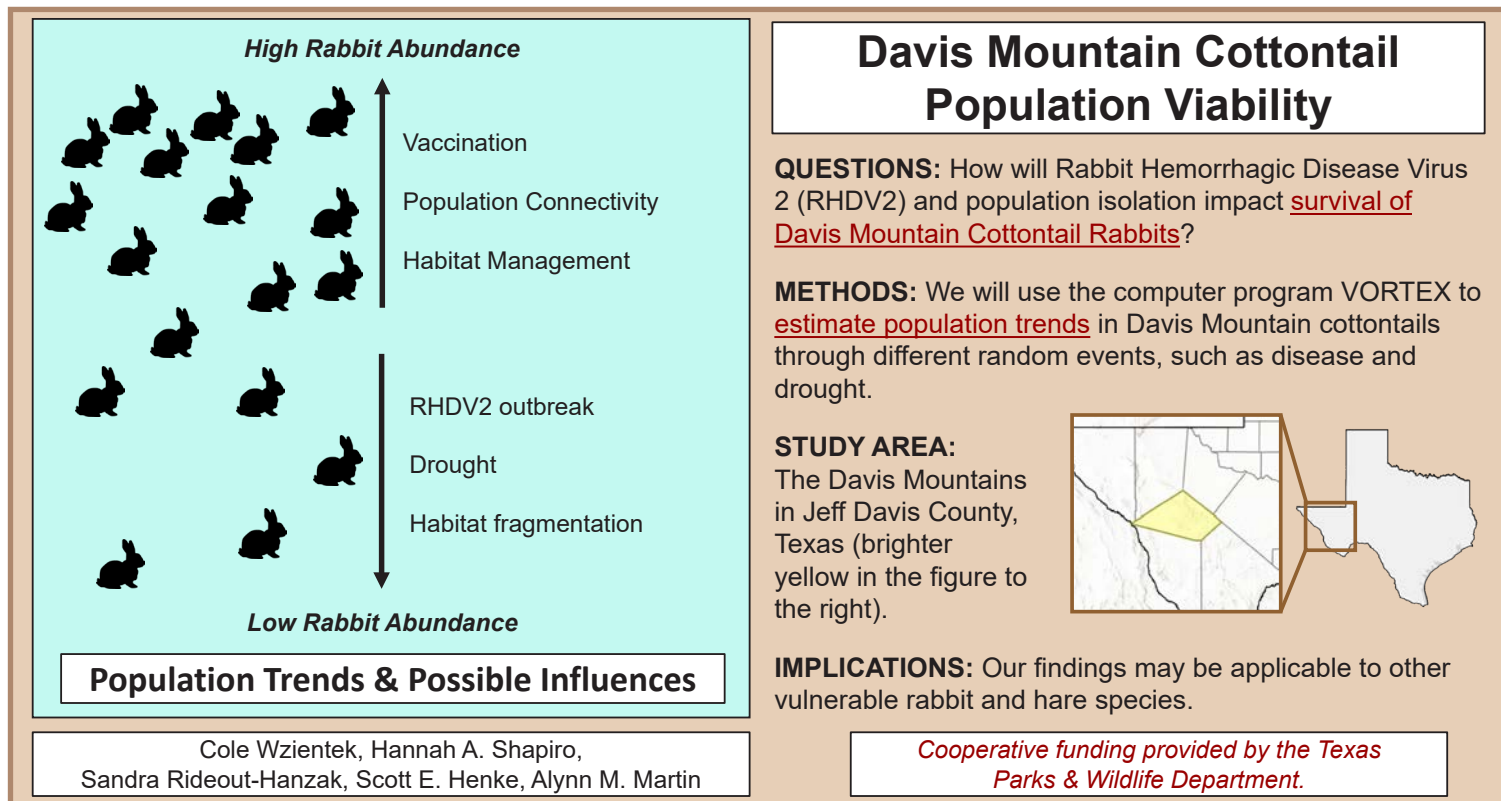 High Rabbit Abundance
Vaccination
Population Connectivity
Habitat Management
RHDV2 outbreak
Drought
Habitat fragmentation
Low Rabbit Abundance
Population Trends & Possible Influences
Cole Wzientek, Hannah A. Shapiro,
Sandra Rideout-Hanzak, Scott E. Henke, Alynn M. Martin
Davis Mountain Cottontail
Population Viability
QUESTIONS: How will Rabbit Hemorrhagic Disease Virus
2 (RHDV2) and population isolation impact survival of
Davis Mountain Cottontail Rabbits?
METHODS: We will use the computer program VORTEX to
estimate population trends in Davis Mountain cottontails
through different random events, such as disease and
drought.
STUDY AREA:
The Davis Mountains
in Jeff Davis County,
Texas (brighter
yellow in the figure to
the right).
IMPLICATIONS: Our findings may be applicable to other
vulnerable rabbit and hare species.
Cooperative funding provided by the Texas
Parks & Wildlife Department.